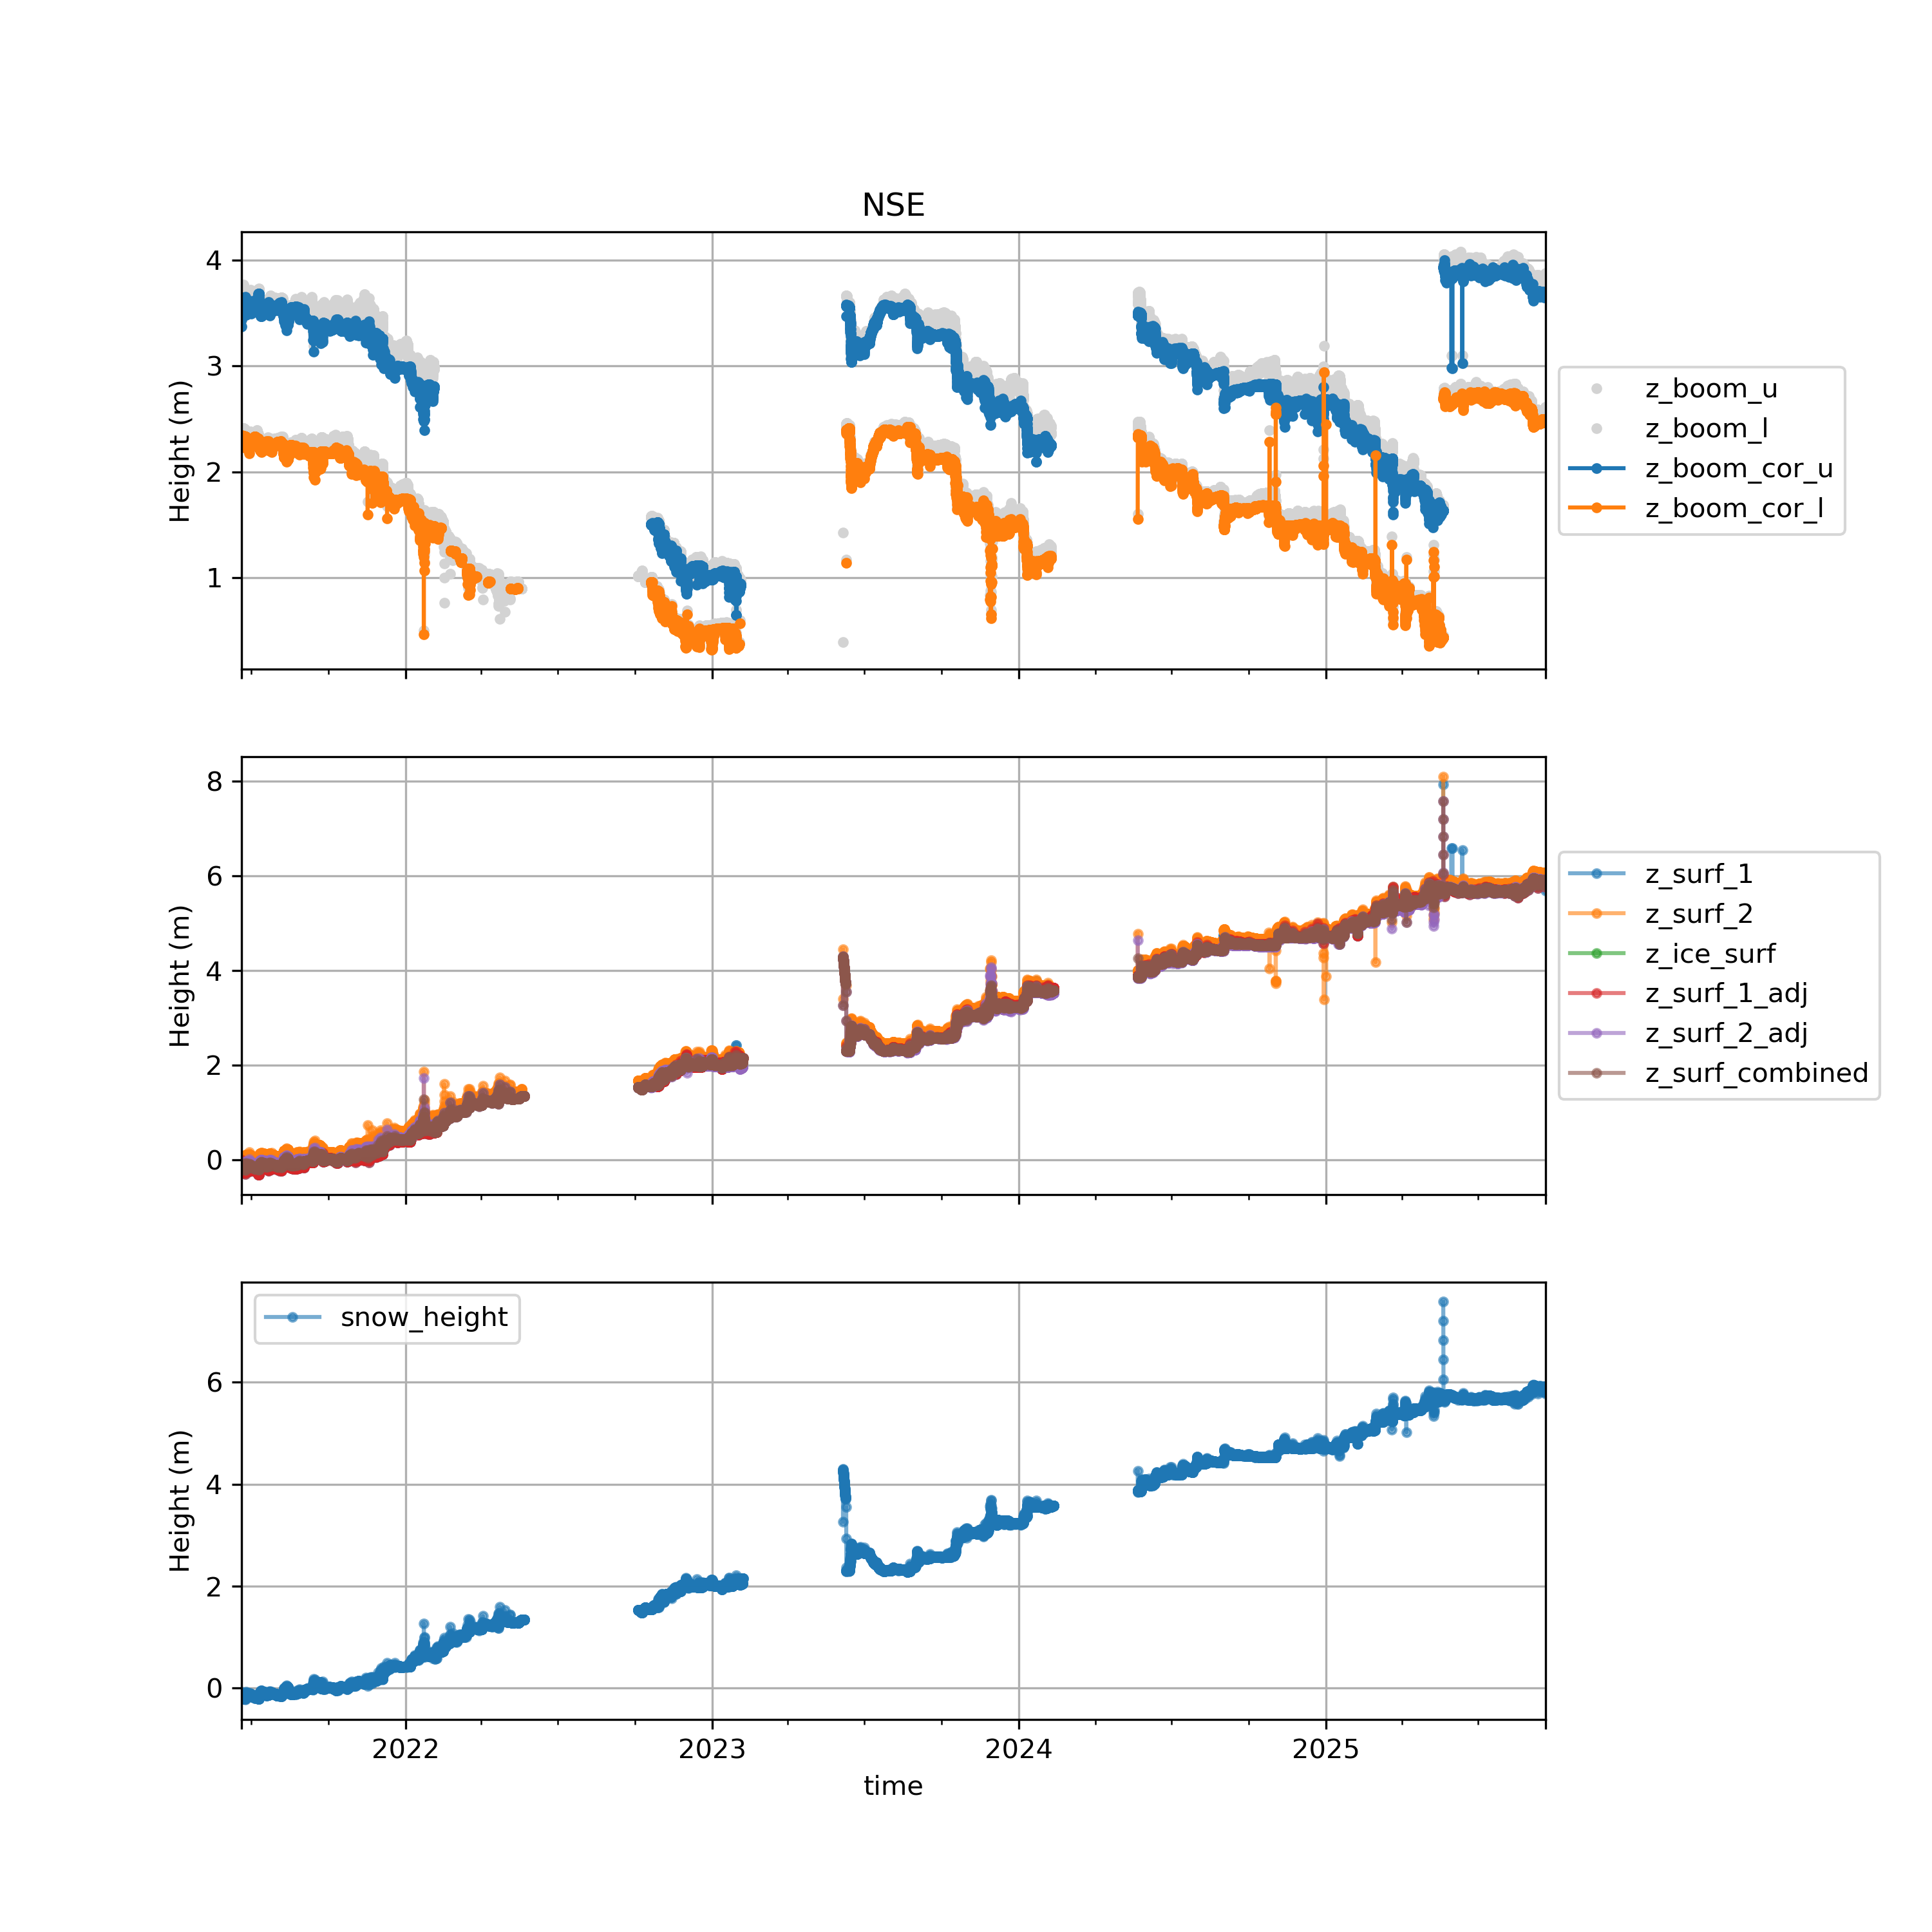 NSE
4
3
2
1
Height (m)
z_boom_u
z_boom_l
z_boom_cor_u
z_boom_cor_l
8
6
4
2
0
Height (m)
z_surf_1
z_surf_2
z_ice_surf
z_surf_1_adj
z_surf_2_adj
z_surf_combined
snow_height
6
4
2
0
Height (m)
2022 2023 2024 2025
time